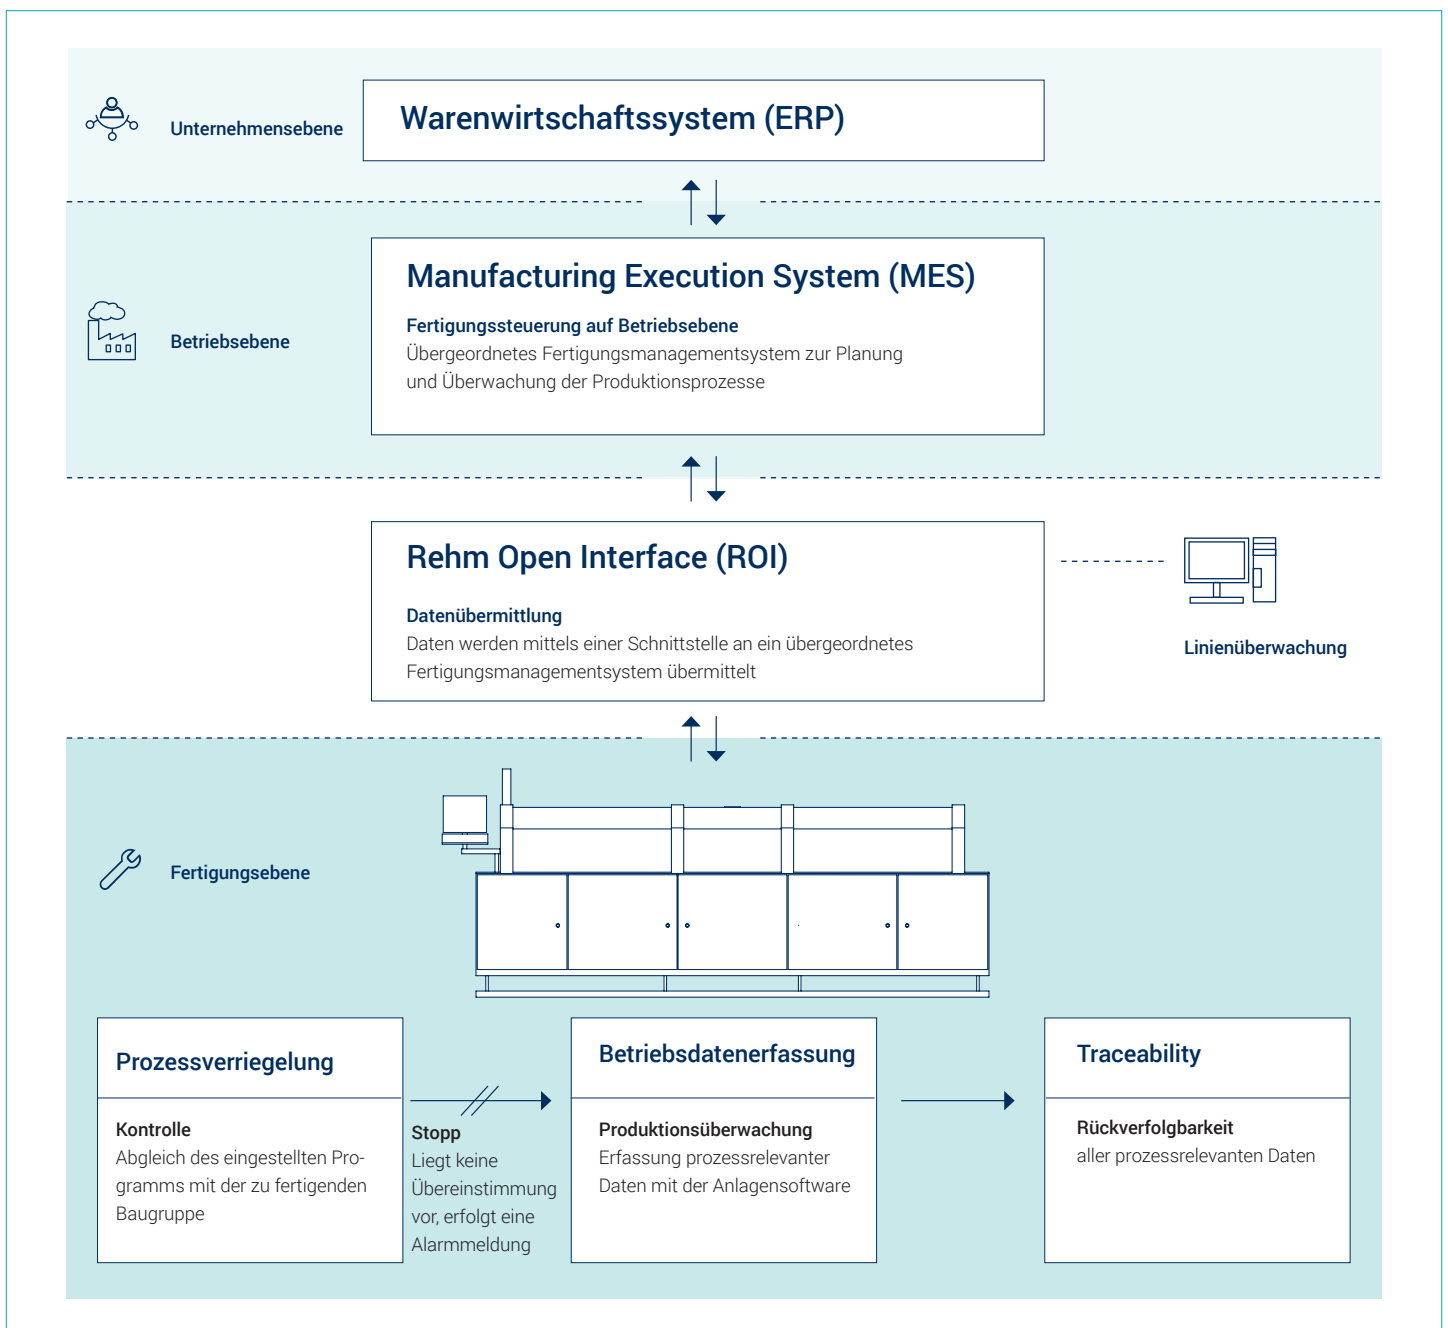 Unternehmensebene
Warenwirtschaftssystem (ERP)
Betriebsebene
Manufacturing Execution System (MES)
Fertigungssteuerung auf Betriebsebene
Übergeordnetes Fertigungsmanagementsystem zur Planung
und Überwachung der Produktionsprozesse
Rehm Open Interface (ROI)
Datenübermittlung
Daten werden mittels einer Schnittstelle an ein übergeordnetes
Fertigungsmanagementsystem übermittelt
Linienüberwachung
Fertigungsebene
Prozessverriegelung
Kontrolle
Abgleich des eingestellten Pro-
gramms mit der zu fertigenden
Baugruppe
Stopp
Liegt keine
Übereinstimmung
vor, erfolgt eine
Alarmmeldung
Betriebsdatenerfassung
Produktionsüberwachung
Erfassung prozessrelevanter
Daten mit der Anlagensoftware
Traceability
Rückverfolgbarkeit
aller prozessrelevanten Daten